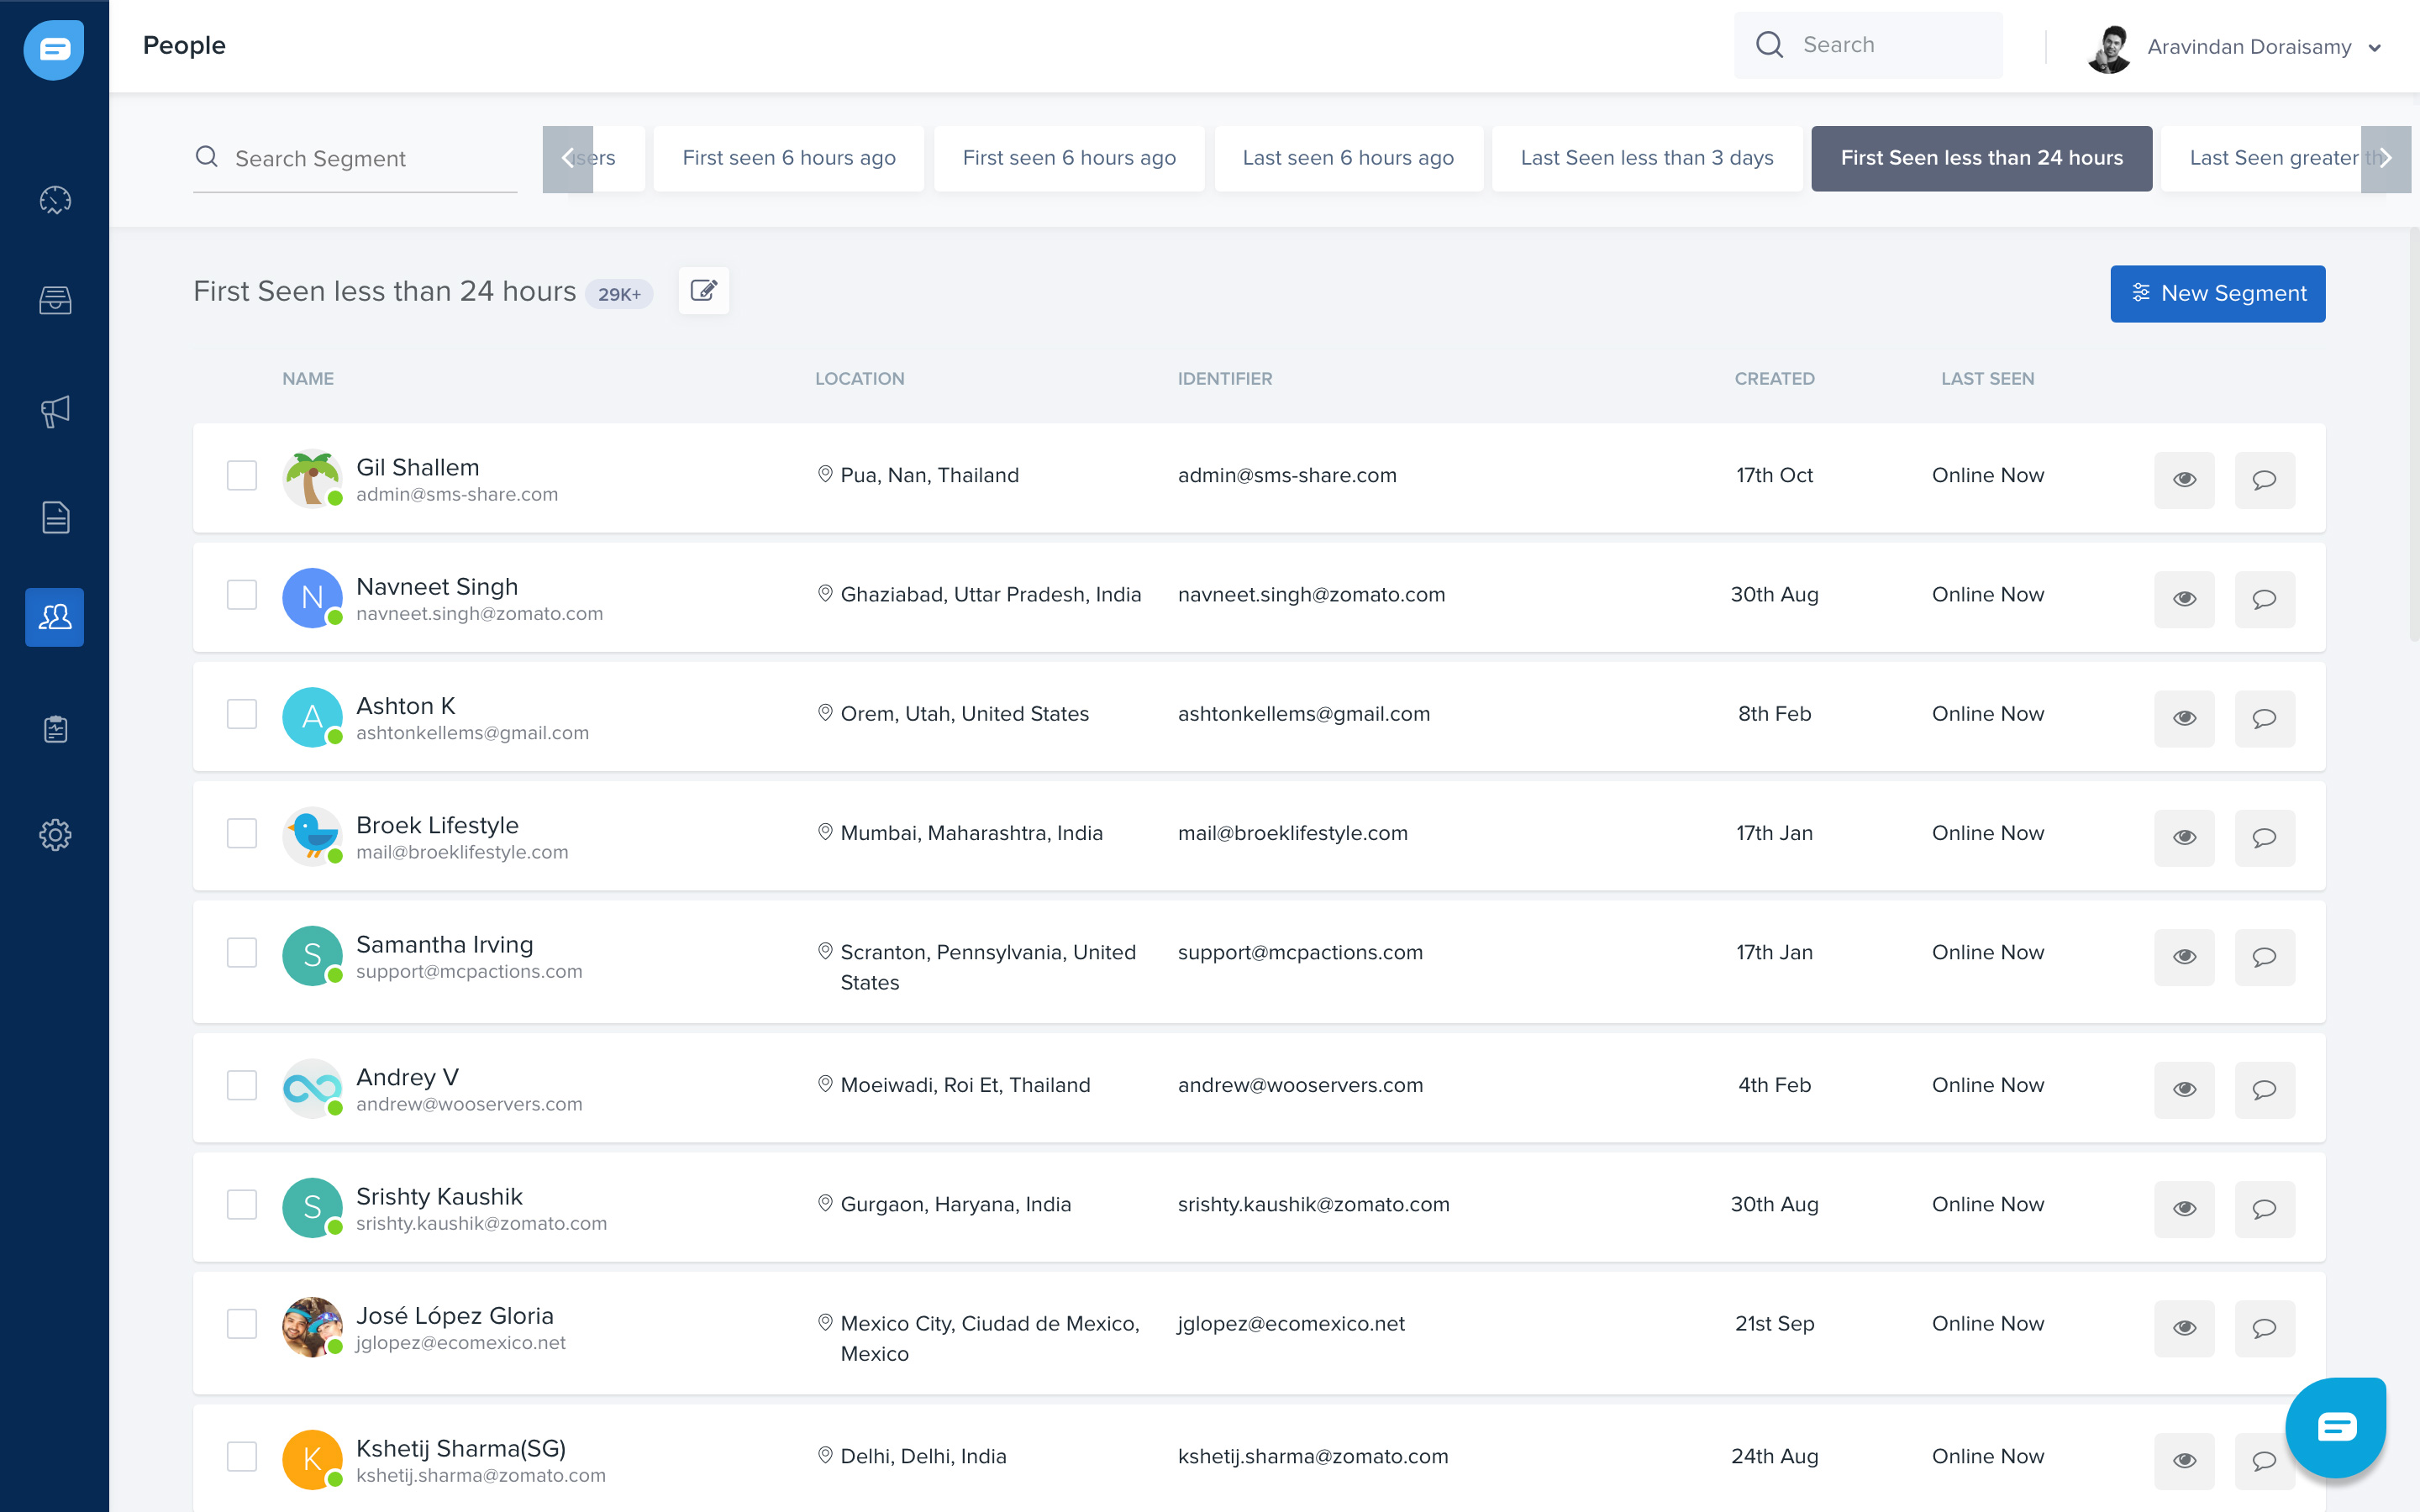 People
Search
Aravindan Doraisamy
Search Segment
First seen 6 hours ago
First seen 6 hours ago
Last seen 6 hours ago
Last Seen less than 3 days
First Seen less than 24 hours
Last Seen greater
First Seen less than 24 hours
29K+
New Segment
NAME LOCATION IDENTIFIER CREATED LAST SEEN
Gil Shallem
admin@sms-share.com
Pua, Nan, Thailand
admin@sms-share.com
17th Oct
Online Now
N
Navneet Singh
navneet.singh@zomato.com
Ghaziabad, Uttar Pradesh, India
navneet.singh@zomato.com
30th Aug
Online Now
A
Ashton K
ashtonkellems@gmail.com
Orem, Utah, United States
ashtonkellems@gmail.com
8th Feb
Online Now
Broek Lifestyle
mail@broeklifestyle.com
Mumbai, Maharashtra, India
mail@broeklifestyle.com
17th Jan
Online Now
S
Samantha Irving
support@mcpactions.com
Scranton, Pennsylvania, United
States
support@mcpactions.com
17th Jan
Online Now
Andrey V
andrew@wooservers.com
Moeiwadi, Roi Et, Thailand
andrew@wooservers.com
4th Feb
Online Now
S
Srishty Kaushik
srishty.kaushik@zomato.com
Gurgaon, Haryana, India
srishty.kaushik@zomato.com
30th Aug
Online Now
José López Gloria
jglopez@ecomexico.net
Mexico City, Ciudad de Mexico,
Mexico
jglopez@ecomexico.net
21st Sep
Online Now
K
Kshetij Sharma(SG)
kshetij.sharma@zomato.com
Delhi, Delhi, India
kshetij.sharma@zomato.com
24th Aug
Online Now